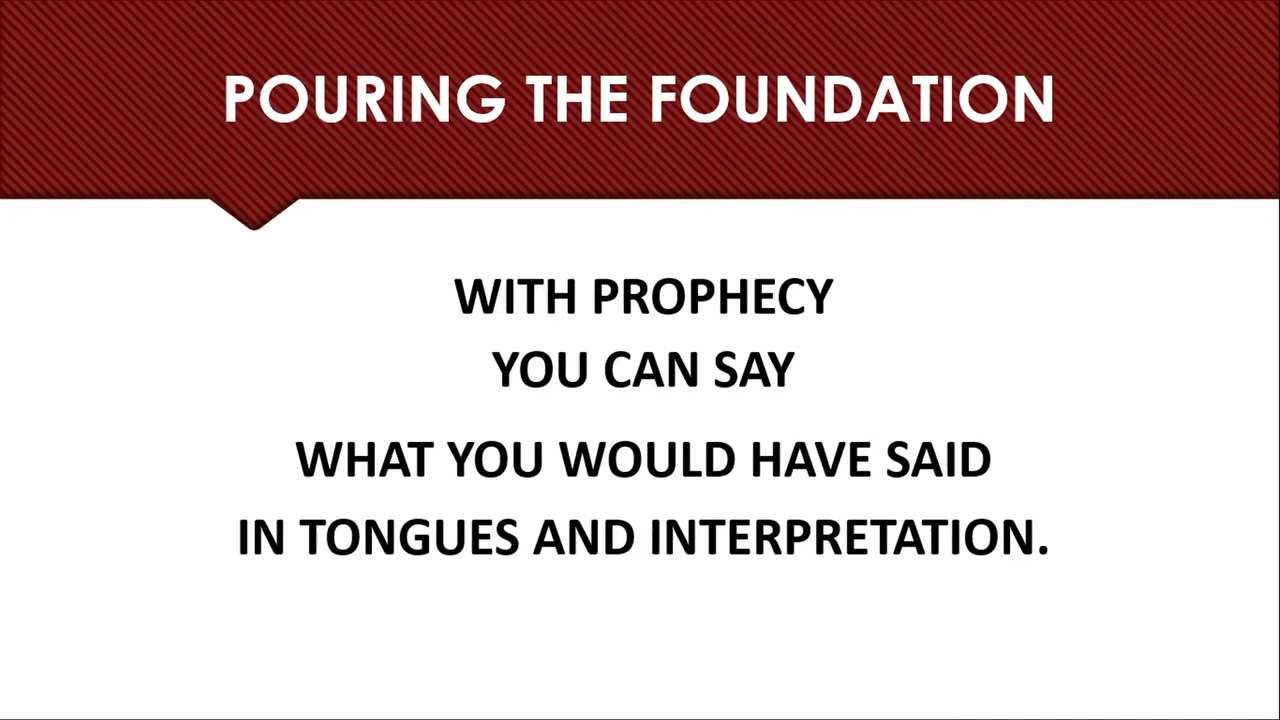 POURING THE FOUNDATION
WITH PROPHECY
YOU CAN SAY
WHAT YOU WOULD HAVE SAID
IN TONGUES AND INTERPRETATION.